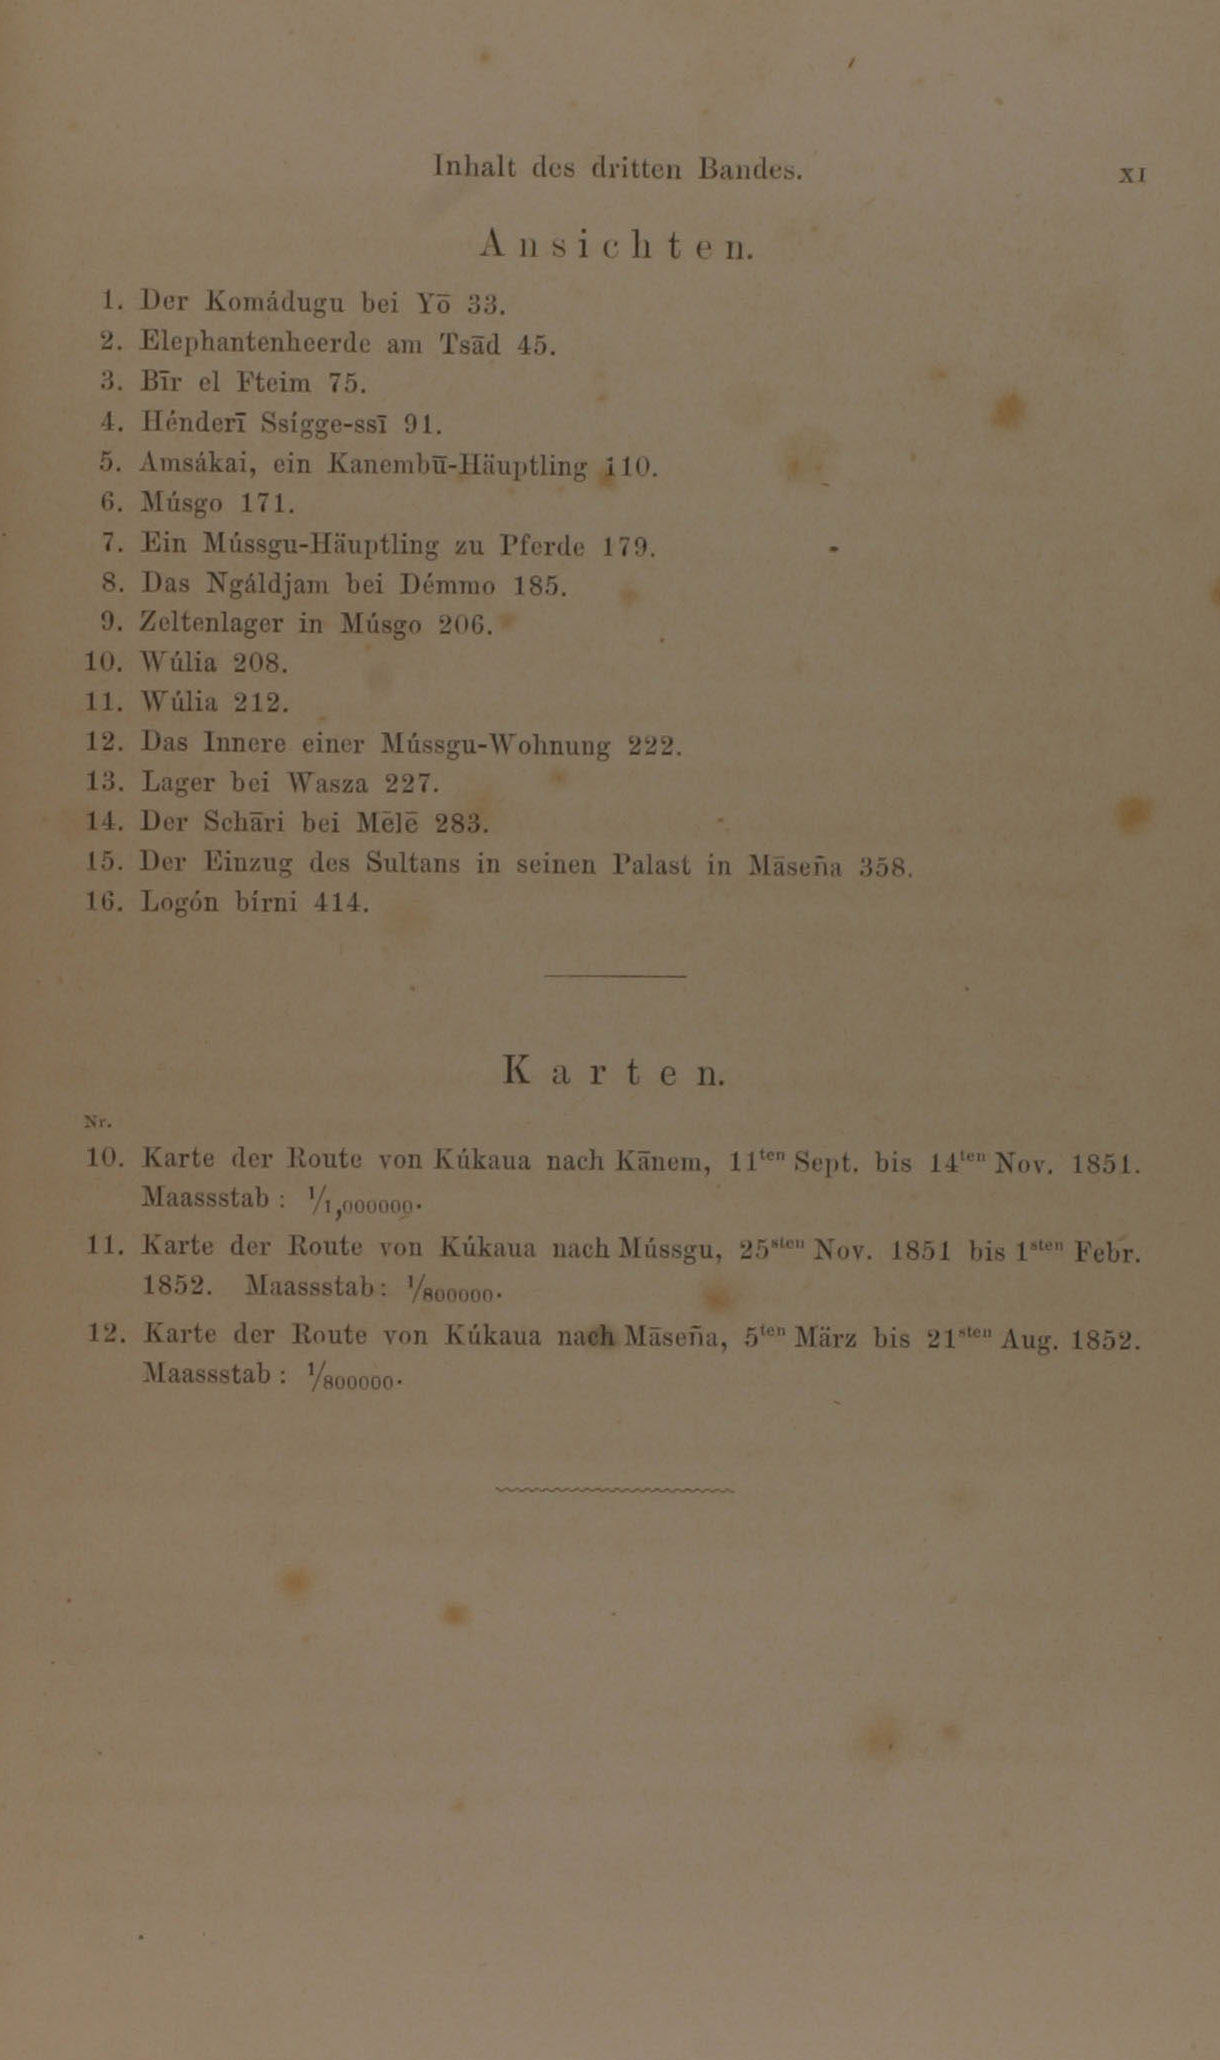 Inhalt des dritten Bandes. XI
Ansichten.
1. Der Komádugu bei Yō 33.
2. Elephantenheerde am Tsād 45.
3. Bīr el Fteim 75.
4. Hénderī Ssígge-ssī 91.
5. Amsákai, ein Kanembū-Häuptling 110.
6. Músgo 171.
7. Ein Mússgu-Häuptling zu Pferde 179.
8. Das Ngáldjam bei Démmo 185.
9. Zeltenlager in Músgo 206.
10. Wúlia 208.
11. Wúlia 212.
12. Das Innere einer Mússgu-Wohnung 222.
13. Lager bei Wasza 227.
14. Der Schāri bei Mēlē 283.
15. Der Einzug des Sultans in seinen Palast in Māseña 358.
16. Logón bírni 414.
Karten.
Nr.
10. Karte der Route von Kúkaua nach Kānem, 11ten Sept. bis 14ten Nov. 1851.
Maassstab : 1/1,000000.
11. Karte der Route von Kúkaua nach Mússgu, 25sten Nov. 1851 bis 1sten Febr.
1852. Maassstab : 1/800000.
12. Karte der Route von Kúkaua nach Māseña, 5ten März bis 21sten Aug. 1852.
Maassstab : 1/800000.